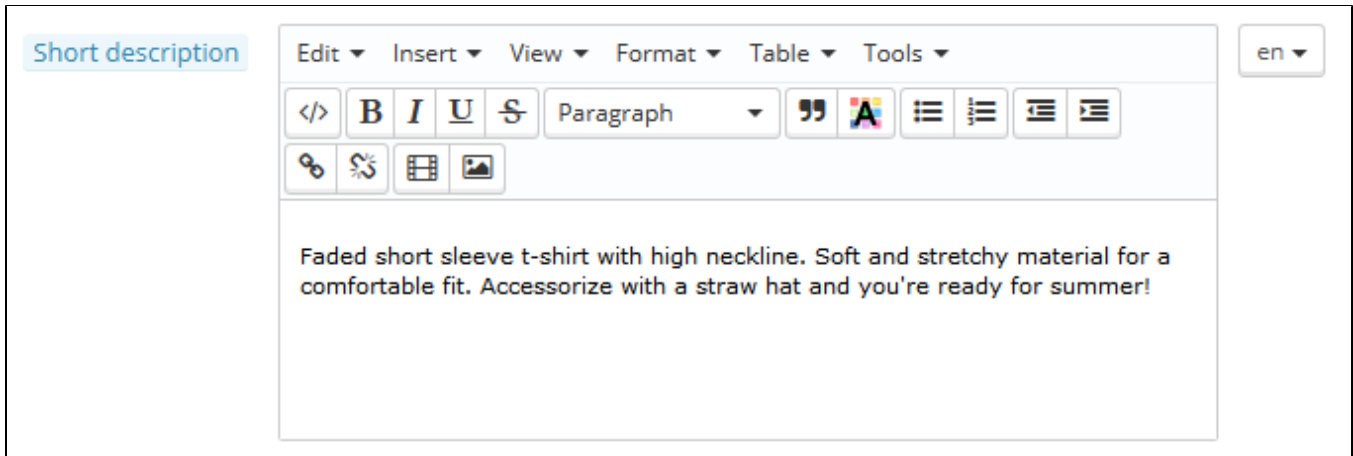 Short description
Edit Insert View Format Table Tools
en
</> B I U S Paragraph A
Faded short sleeve t-shirt with high neckline. Soft and stretchy material for a
comfortable fit. Accessorize with a straw hat and you're ready for summer!